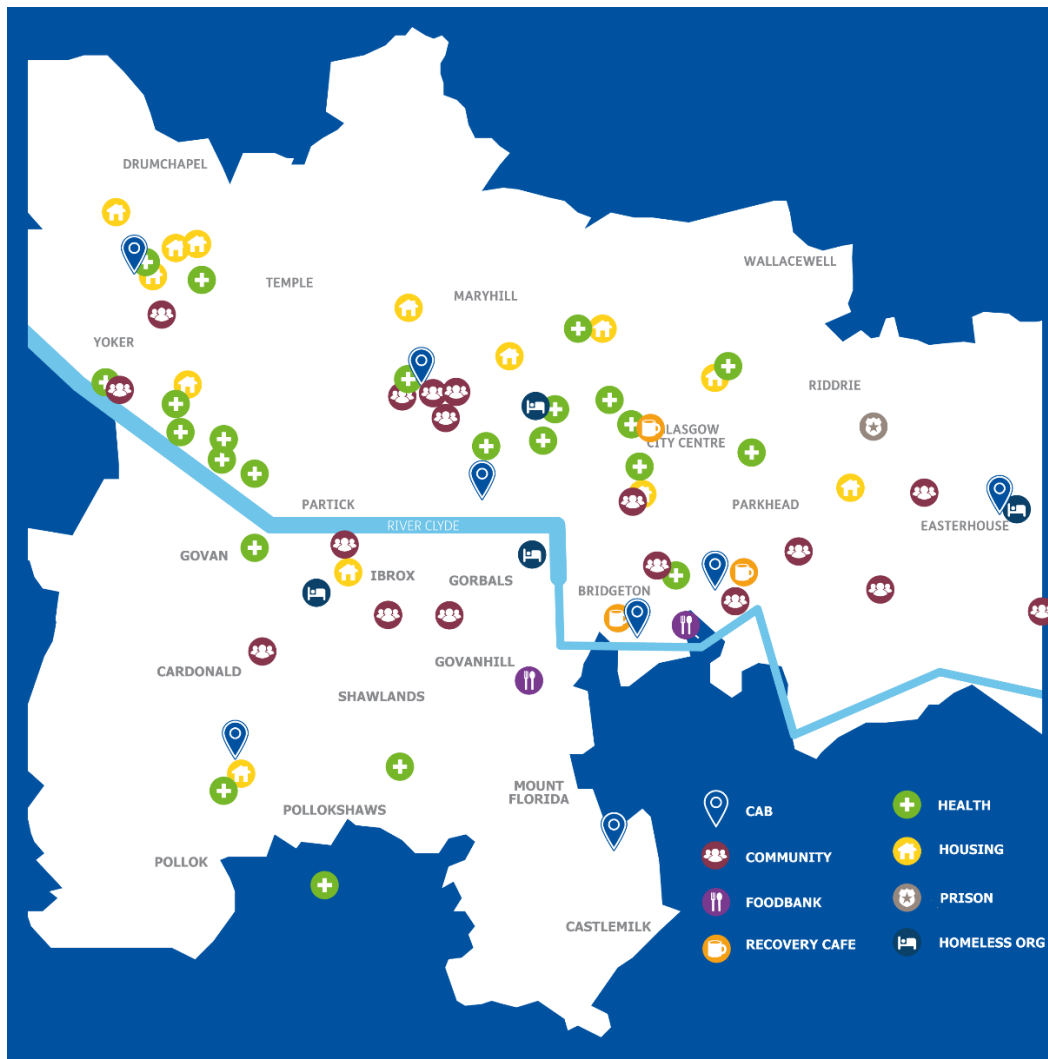 DRUMCHAPEL
WALLACEWELL
TEMPLE
MARYHILL
YOKER
RIDDRIE
GLASGOW
CITY CENTRE
PARTICK
PARKHEAD
RIVER CLYDE
EASTERHOUSE
GOVAN
IBROX
GORBALS
BRIDGETON
CARDONALD
GOVANHILL
SHAWLANDS
MOUNT
FLORIDA
POLLOKSHAWS
POLLOK
CASTLEMILK
CAB
COMMUNITY
FOODBANK
RECOVERY CAFE
HEALTH
HOUSING
PRISON
HOMELESS ORG